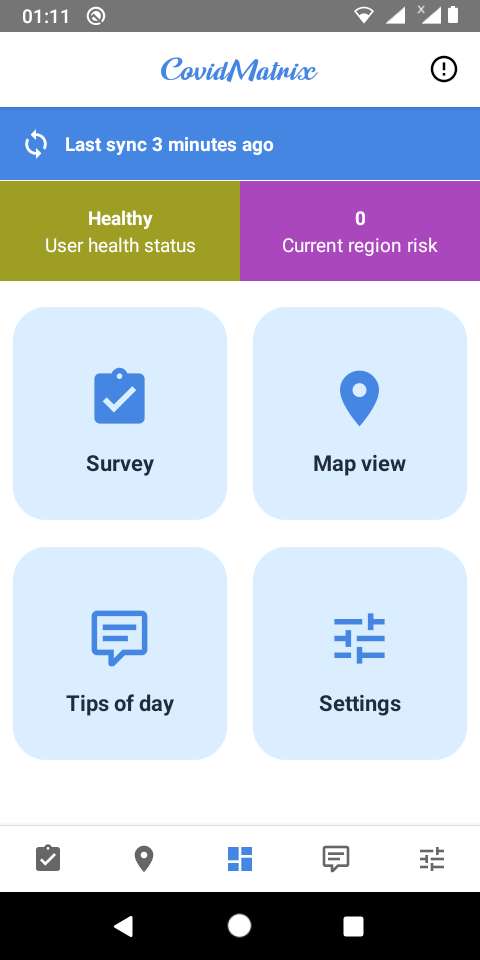 01:11
CovidMatrix
Last sync 3 minutes ago
Healthy
User health status
0
Current region risk
Survey
Map view
Tips of day
Settings